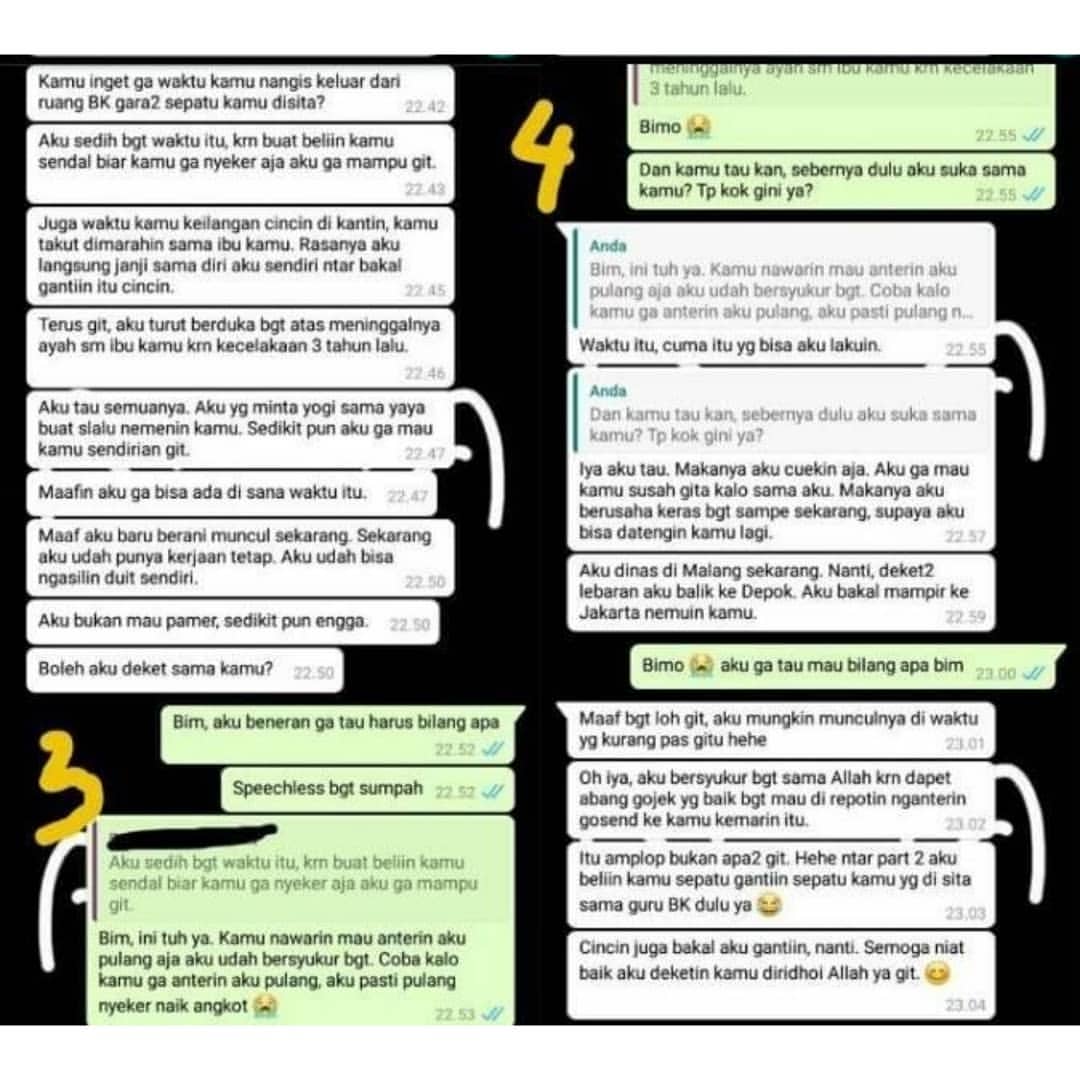 Kamu inget ga waktu kamu nangis keluar dari
ruang BK gara2 sepatu kamu disita?
22.42
Aku sedih bgt waktu itu, krn buat beliin kamu
sendal biar kamu ga nyeker aja aku ga mampu git.
22.43
Juga waktu kamu keilangan cincin di kantin, kamu
takut dimarahin sama ibu kamu. Rasanya aku
langsung janji sama diri aku sendiri ntar bakal
gantiin itu cincin.
22.45
Terus git, aku turut berduka bgt atas meninggalnya
ayah sm ibu kamu krn kecelakaan 3 tahun lalu.
22.46
Aku tau semuanya. Aku yg minta yogi sama yaya
buat slalu nemenin kamu. Sedikit pun aku ga mau
kamu sendirian git.
22.47
Maafin aku ga bisa ada di sana waktu itu. 22.47
Maaf aku baru berani muncul sekarang. Sekarang
aku udah punya kerjaan tetap. Aku udah bisa
ngasilin duit sendiri.
22.50
Aku bukan mau pamer, sedikit pun engga. 22.50
Boleh aku deket sama kamu? 22.50
Bim, aku beneran ga tau harus bilang apa
22.52
Speechless bgt sumpah 22.52
3
Aku sedih bgt waktu itu, krn buat beliin kamu
sendal biar kamu ga nyeker aja aku ga mampu
git.
Bim, ini tuh ya. Kamu nawarin mau anterin aku
pulang aja aku udah bersyukur bgt. Coba kalo
kamu ga anterin aku pulang, aku pasti pulang
nyeker naik angkot 😭
22.53
4
meninggalnya ayah sm ibu kamu krn kecelakaan
3 tahun lalu.
Bimo 😭
22.55
Dan kamu tau kan, sebernya dulu aku suka sama
kamu? Tp kok gini ya?
22.55
Anda
Bim, ini tuh ya. Kamu nawarin mau anterin aku
pulang aja aku udah bersyukur bgt. Coba kalo
kamu ga anterin aku pulang, aku pasti pulang n...
Waktu itu, cuma itu yg bisa aku lakuin.
22.55
Anda
Dan kamu tau kan, sebernya dulu aku suka sama
kamu? Tp kok gini ya?
Iya aku tau. Makanya aku cuekin aja. Aku ga mau
kamu susah gita kalo sama aku. Makanya aku
berusaha keras bgt sampe sekarang, supaya aku
bisa datengin kamu lagi.
22.57
Aku dinas di Malang sekarang. Nanti, deket2
lebaran aku balik ke Depok. Aku bakal mampir ke
Jakarta nemuin kamu.
22.59
Bimo 😭 aku ga tau mau bilang apa bim 23.00
Maaf bgt loh git, aku mungkin munculnya di waktu
yg kurang pas gitu hehe
23.01
Oh iya, aku bersyukur bgt sama Allah krn dapet
abang gojek yg baik bgt mau di repotin nganterin
gosend ke kamu kemarin itu.
23.02
Itu amplop bukan apa2 git. Hehe ntar part 2 aku
beliin kamu sepatu gantiin sepatu kamu yg di sita
sama guru BK dulu ya 😂
23.03
Cincin juga bakal aku gantiin, nanti. Semoga niat
baik aku deketin kamu diridhoi Allah ya git. 😊
23.04